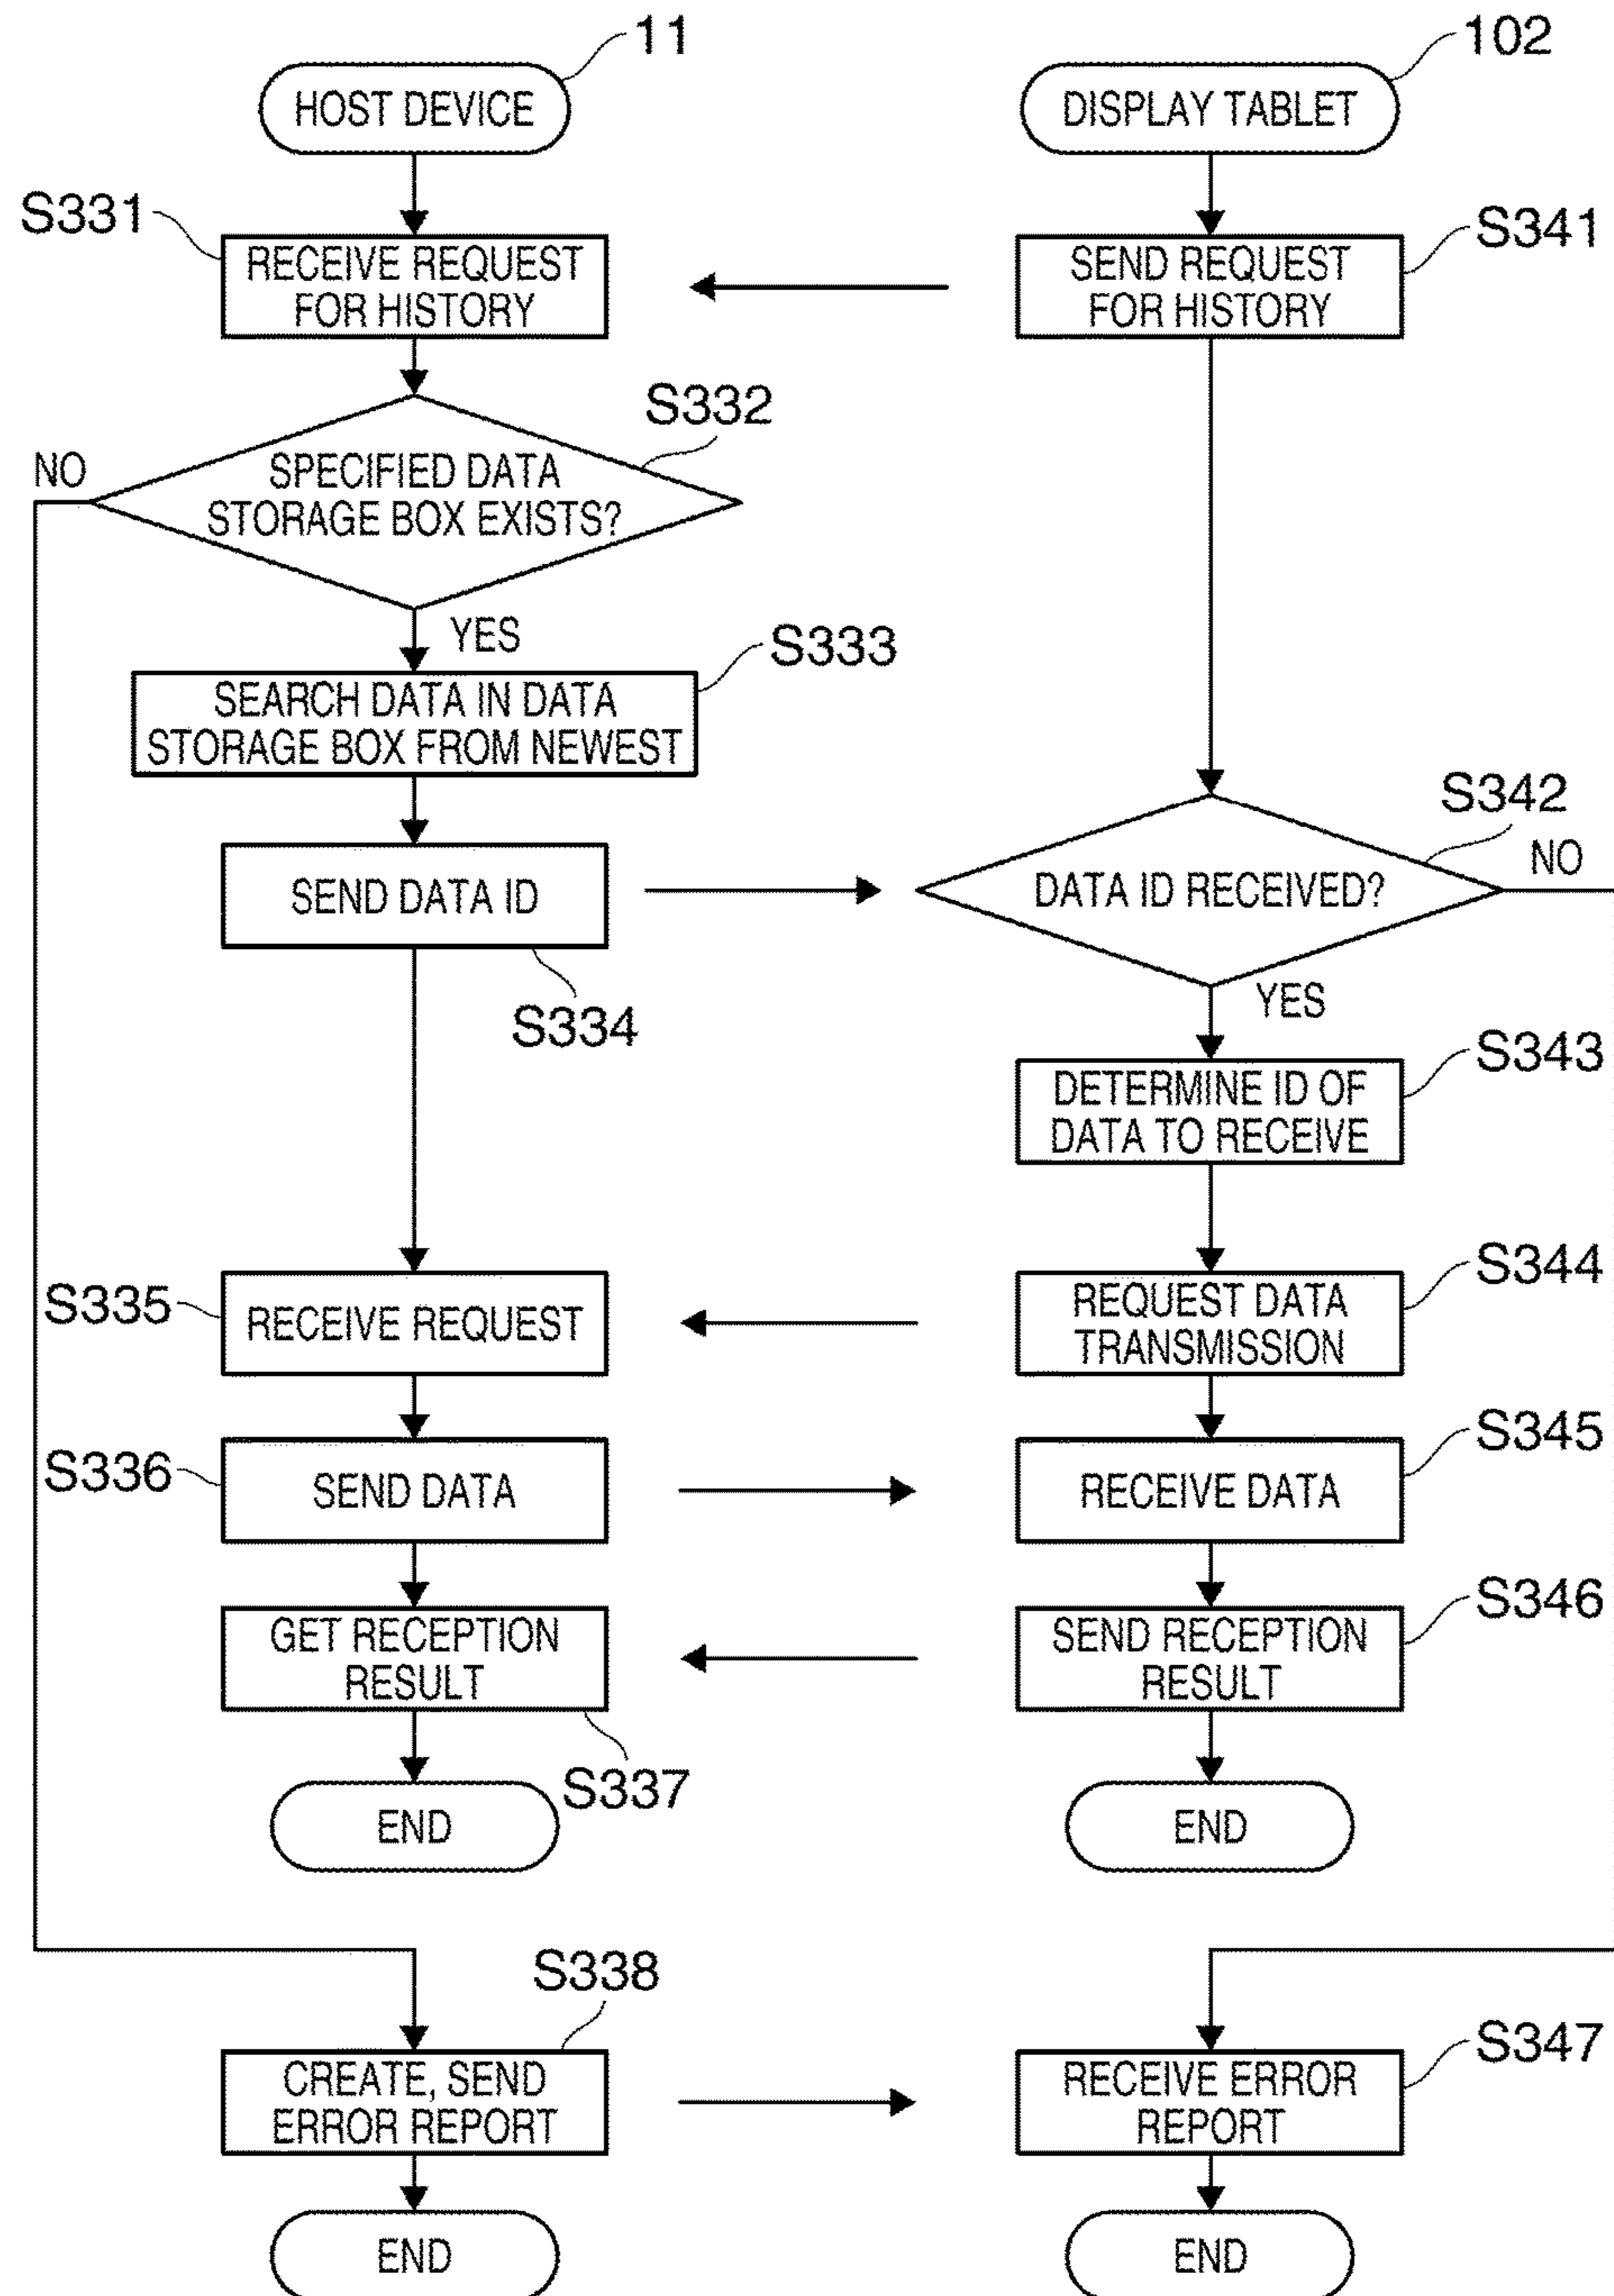 11
102
HOST DEVICE
DISPLAY TABLET
S331
S341
RECEIVE REQUEST
FOR HISTORY
SEND REQUEST
FOR HISTORY
S332
NO
SPECIFIED DATA
STORAGE BOX EXISTS?
YES
S333
SEARCH DATA IN DATA
STORAGE BOX FROM NEWEST
S342
NO
SEND DATA ID
DATA ID RECEIVED?
S334
YES
S343
DETERMINE ID OF
DATA TO RECEIVE
S335
RECEIVE REQUEST
S344
REQUEST DATA
TRANSMISSION
S336
SEND DATA
S345
RECEIVE DATA
GET RECEPTION
RESULT
S346
SEND RECEPTION
RESULT
S337
END
END
S338
CREATE, SEND
ERROR REPORT
S347
RECEIVE ERROR
REPORT
END
END